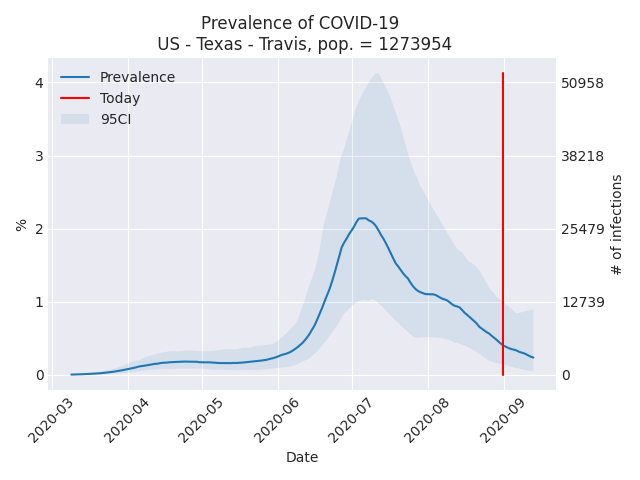 Prevalence of COVID-19
US - Texas - Travis, pop. = 1273954
Prevalence
Today
95CI
4
3
2
1
0
%
50958
38218
25479
12739
0
# of infections
2020-03
2020-04
2020-05
2020-06
2020-07
2020-08
2020-09
Date